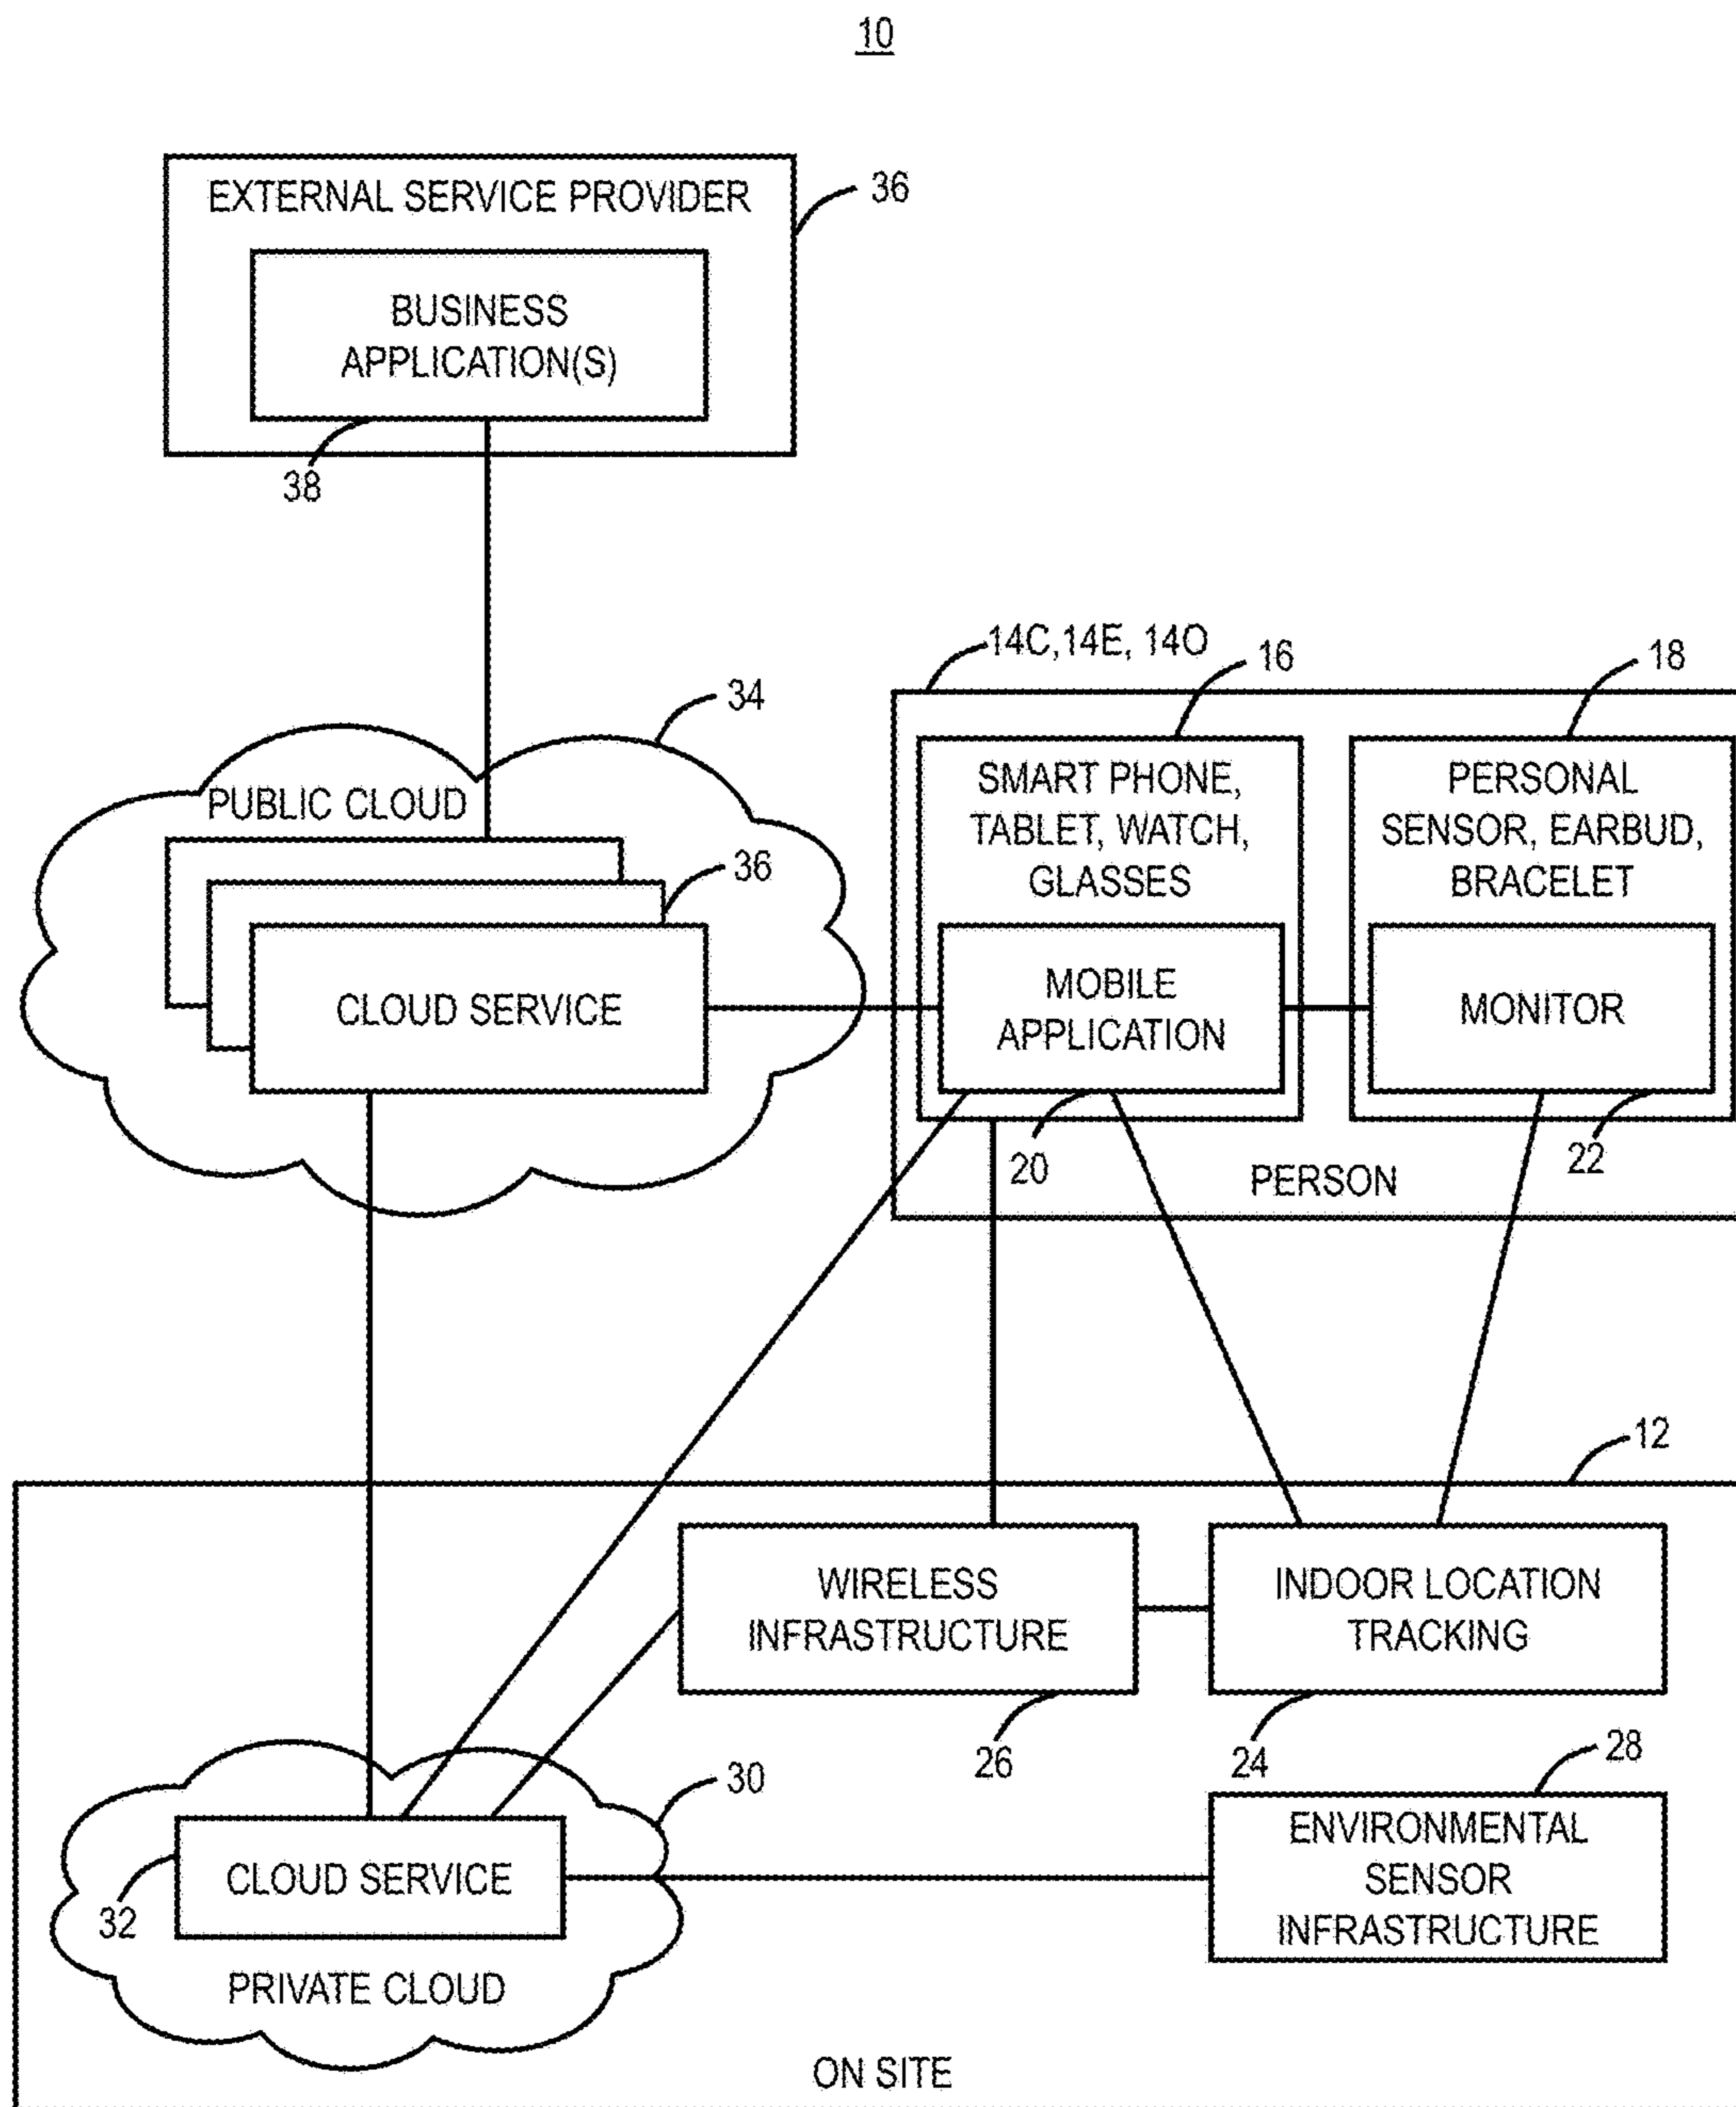 10
EXTERNAL SERVICE PROVIDER
36
BUSINESS
APPLICATION(S)
38
14C,14E, 14O
16
18
34
PUBLIC CLOUD
36
CLOUD SERVICE
SMART PHONE,
TABLET, WATCH,
GLASSES
MOBILE
APPLICATION
20
PERSONAL
SENSOR, EARBUD,
BRACELET
MONITOR
22
PERSON
12
WIRELESS
INFRASTRUCTURE
26
INDOOR LOCATION
TRACKING
24
28
ENVIRONMENTAL
SENSOR
INFRASTRUCTURE
30
CLOUD SERVICE
32
PRIVATE CLOUD
ON SITE